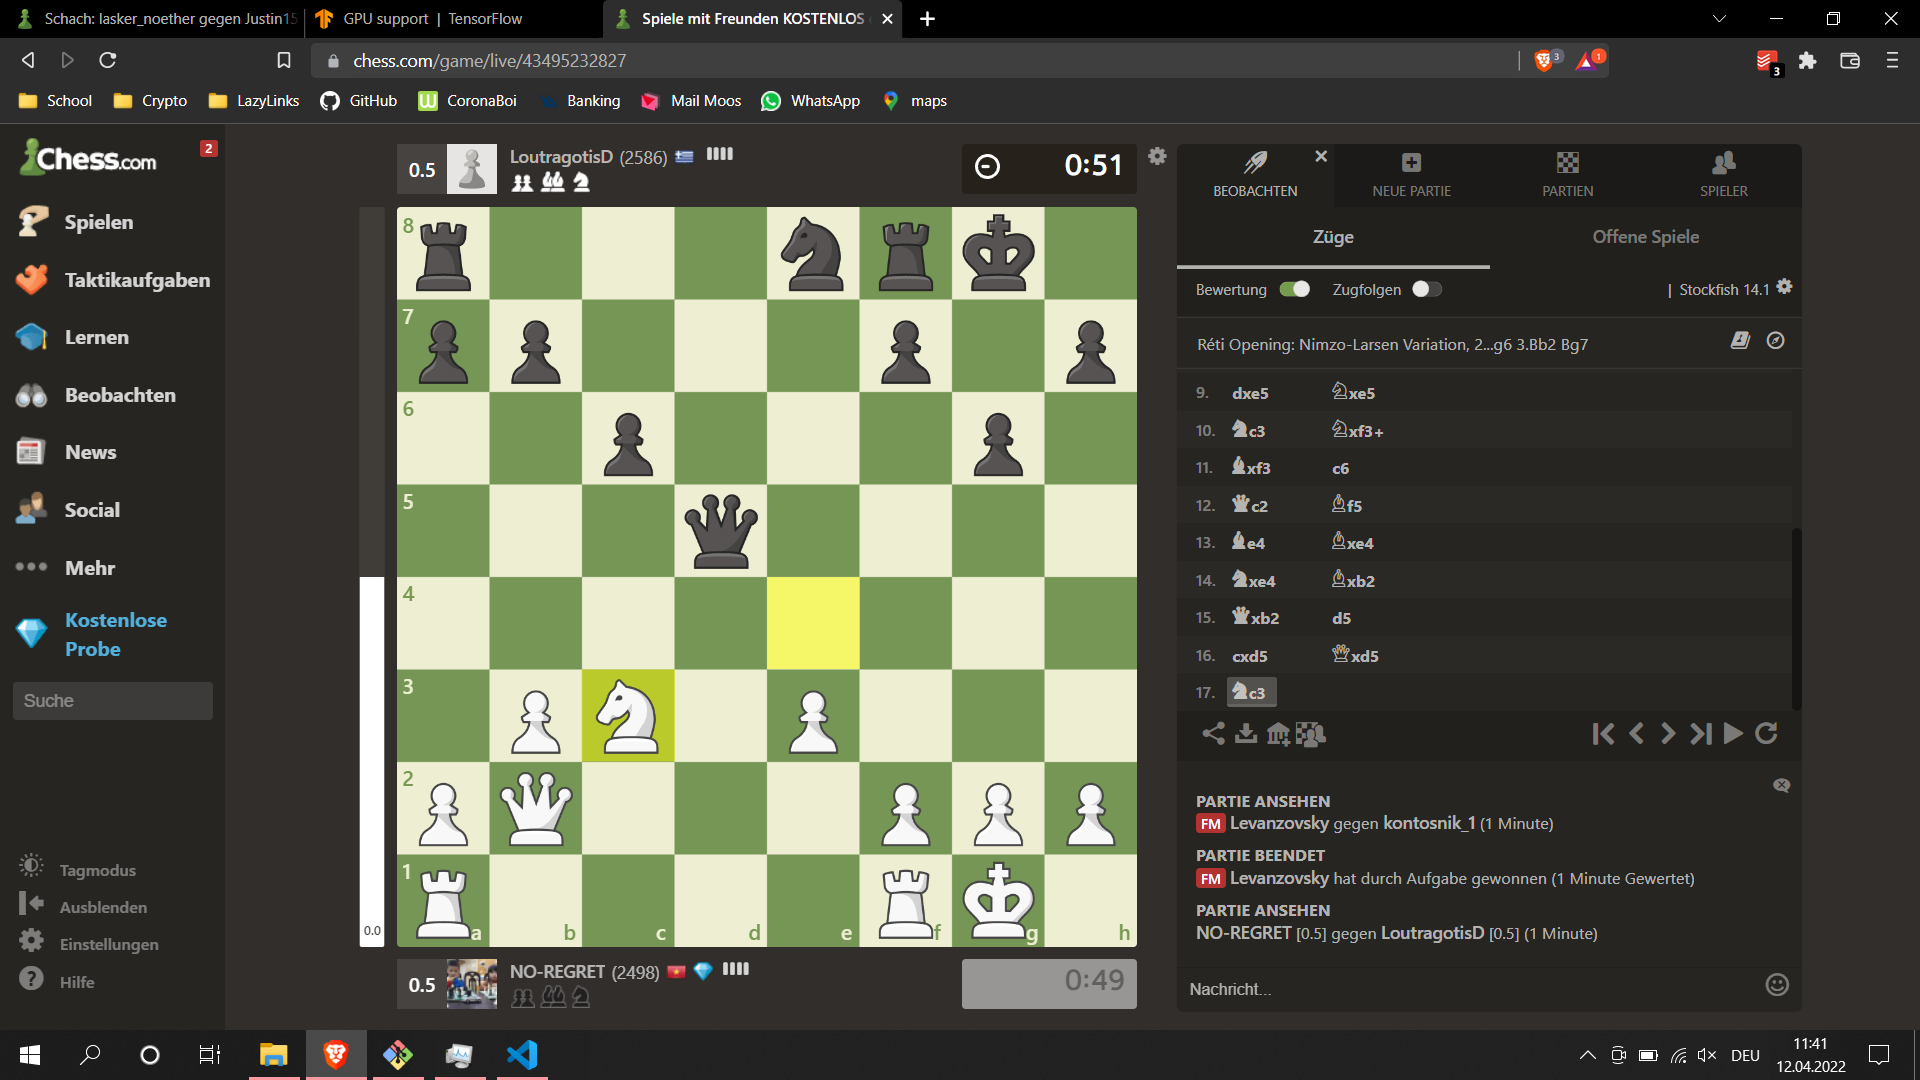 Schach: lasker_noether gegen Justin15
GPU support | TensorFlow
Spiele mit Freunden KOSTENLOS
chess.com/game/live/43495232827
3
1
3
School
Crypto
LazyLinks
GitHub
CoronaBoi
Banking
Mail Moos
WhatsApp
maps
Chess.com
2
Spielen
Taktikaufgaben
Lernen
Beobachten
News
Social
Mehr
Kostenlose
Probe
Suche
Tagmodus
Ausblenden
Einstellungen
Hilfe
0.5
LoutragotisD (2586)
0:51
8
7
6
5
4
3
2
1
a
b
c
d
e
f
g
h
0.0
0.5
NO-REGRET (2498)
0:49
BEOBACHTEN
NEUE PARTIE
PARTIEN
SPIELER
Züge
Offene Spiele
Bewertung
Zugfolgen
| Stockfish 14.1
Réti Opening: Nimzo-Larsen Variation, 2...g6 3.Bb2 Bg7
9. dxe5 ♘xe5
10. ♞c3 ♘xf3+
11. ♝xf3 c6
12. ♛c2 ♗f5
13. ♝e4 ♗xe4
14. ♞xe4 ♗xb2
15. ♛xb2 d5
16. cxd5 ♕xd5
17. ♞c3
PARTIE ANSEHEN
FM Levanzovsky gegen kontosnik_1 (1 Minute)
PARTIE BEENDET
FM Levanzovsky hat durch Aufgabe gewonnen (1 Minute Gewertet)
PARTIE ANSEHEN
NO-REGRET [0.5] gegen LoutragotisD [0.5] (1 Minute)
Nachricht...
DEU
11:41
12.04.2022